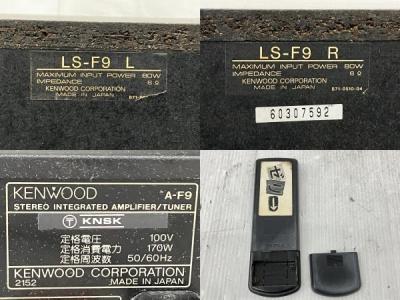 LS-F9 L
MAXIMUM INPUT POWER 80W
IMPEDANCE 6Ω
KENWOOD CORPORATION
MADE IN JAPAN
LS-F9 R
MAXIMUM INPUT POWER 80W
IMPEDANCE 6Ω
KENWOOD CORPORATION
MADE IN JAPAN B71-0510-04
60307592
KENWOOD A-F9
STEREO INTEGRATED AMPLIFIER/TUNER
KNSK
定格電圧 100V
定格消費電力 170W
定格周波数 50/60Hz
KENWOOD CORPORATION
2152 MADE IN JAPAN